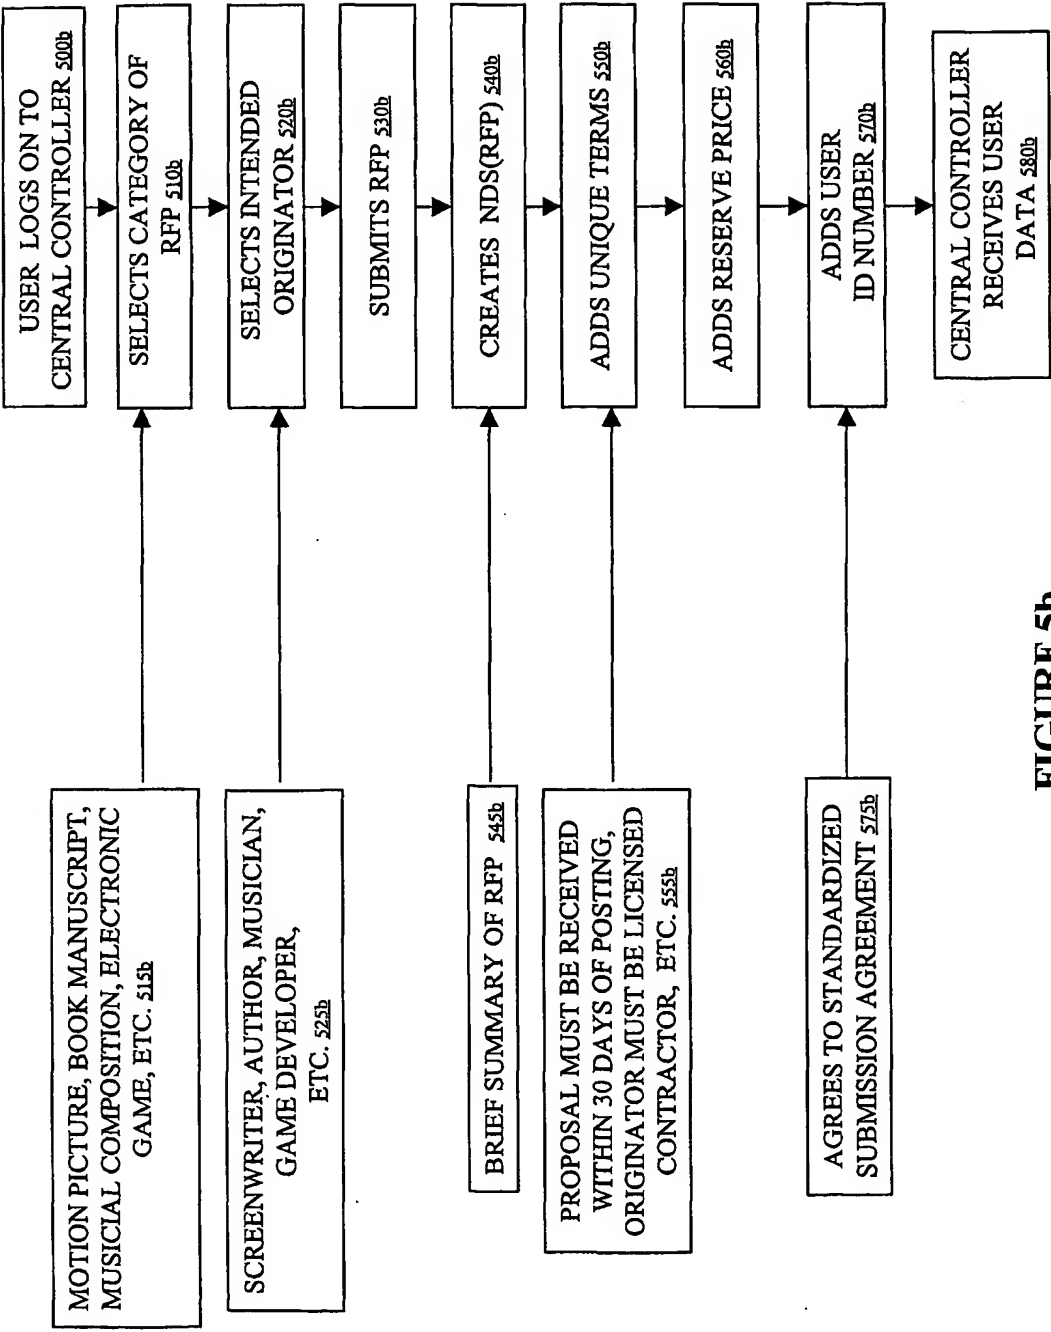 USER LOGS ON TO
CENTRAL CONTROLLER 500b
SELECTS CATEGORY OF
RFP 510b
SELECTS INTENDED
ORIGINATOR 520b
SUBMITS RFP 530b
CREATES NDS(RFP) 540b
ADDS UNIQUE TERMS 550b
ADDS RESERVE PRICE 560b
ADDS USER
ID NUMBER 570b
CENTRAL CONTROLLER
RECEIVES USER
DATA 580b
MOTION PICTURE, BOOK MANUSCRIPT,
MUSICIAL COMPOSITION, ELECTRONIC
GAME, ETC. 515b
SCREENWRITER, AUTHOR, MUSICIAN,
GAME DEVELOPER,
ETC. 525b
BRIEF SUMMARY OF RFP 545b
PROPOSAL MUST BE RECEIVED
WITHIN 30 DAYS OF POSTING,
ORIGINATOR MUST BE LICENSED
CONTRACTOR, ETC. 555b
AGREES TO STANDARDIZED
SUBMISSION AGREEMENT 575b
FIGURE 5b